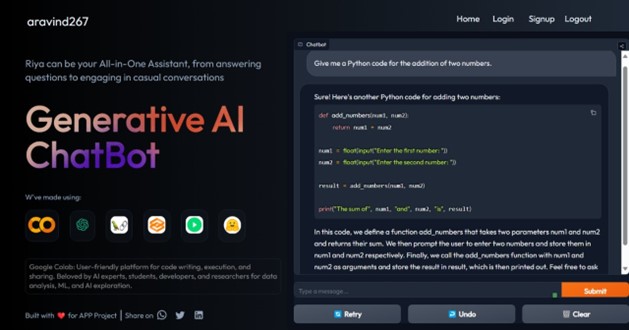 aravind267
Home Login Signup Logout
Riya can be your All-in-One Assistant, from answering
questions to engaging in casual conversations
Generative AI
ChatBot
W've made using:
Google Colab: User-friendly platform for code writing, execution, and
sharing. Beloved by AI experts, students, developers, and researchers for data
analysis, ML, and AI exploration.
Built with ❤️ for APP Project | Share on
Chatbot
Give me a Python code for the addition of two numbers.
Sure! Here's another Python code for adding two numbers:
def add_numbers(num1, num2):
return num1 + num2
num1 = float(input("Enter the first number: "))
num2 = float(input("Enter the second number: "))
result = add_numbers(num1, num2)
print("The sum of", num1, "and", num2, "is", result)
In this code, we define a function add_numbers that takes two parameters num1 and num2
and returns their sum. We then prompt the user to enter two numbers and store them in
num1 and num2 respectively. Finally, we call the add_numbers function with num1 and
num2 as arguments and store the result in result, which is then printed out. Feel free to ask
Type a message...
Submit
Retry
Undo
Clear